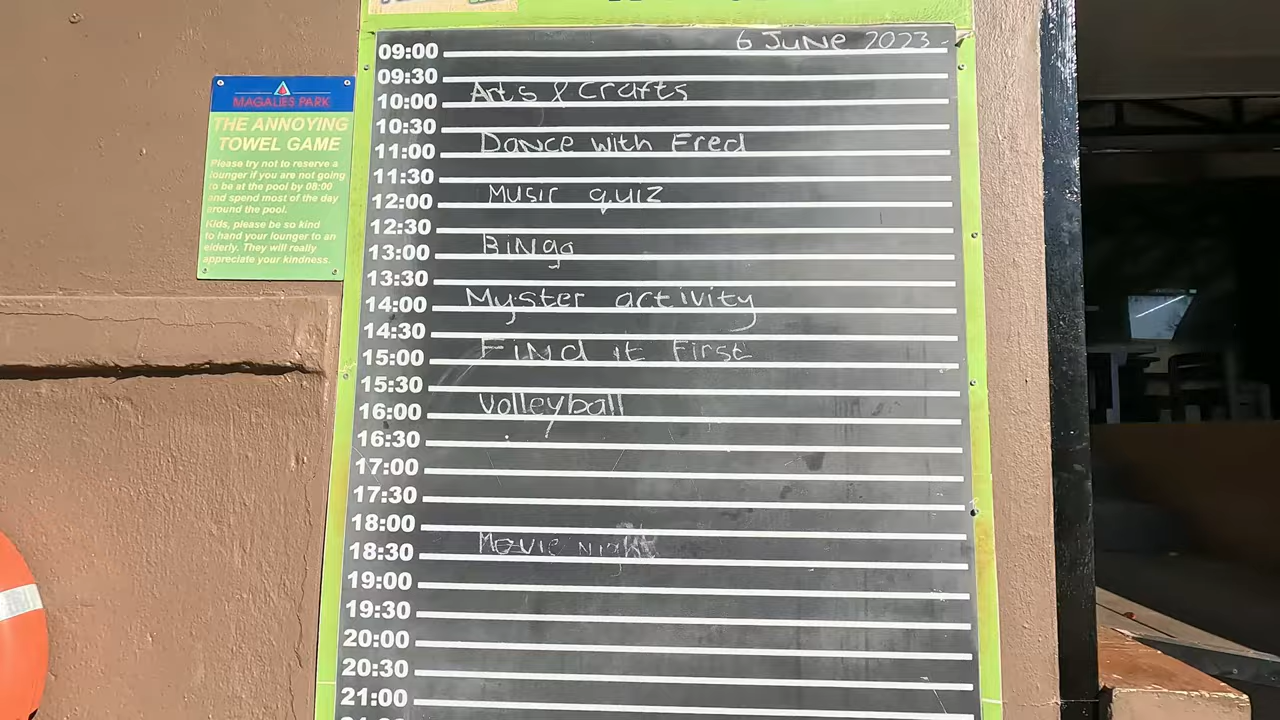 6 June 2023
09:00
09:30
10:00 Arts & Crafts
10:30
11:00 Dance with Fred
11:30
12:00 Music quiz
12:30
13:00 Bingo
13:30
14:00 Myster activity
14:30
15:00 Find it First
15:30
16:00 Volleyball
16:30
17:00
17:30
18:00
18:30 Movie night
19:00
19:30
20:00
20:30
21:00
MAGALIES PARK
THE ANNOYING
TOWEL GAME
Please try not to reserve a
lounger if you are not going
to be at the pool by 08:00
and spend most of the day
around the pool.
Kids, please be so kind
to hand your lounger to an
elderly. They will really
appreciate your kindness.